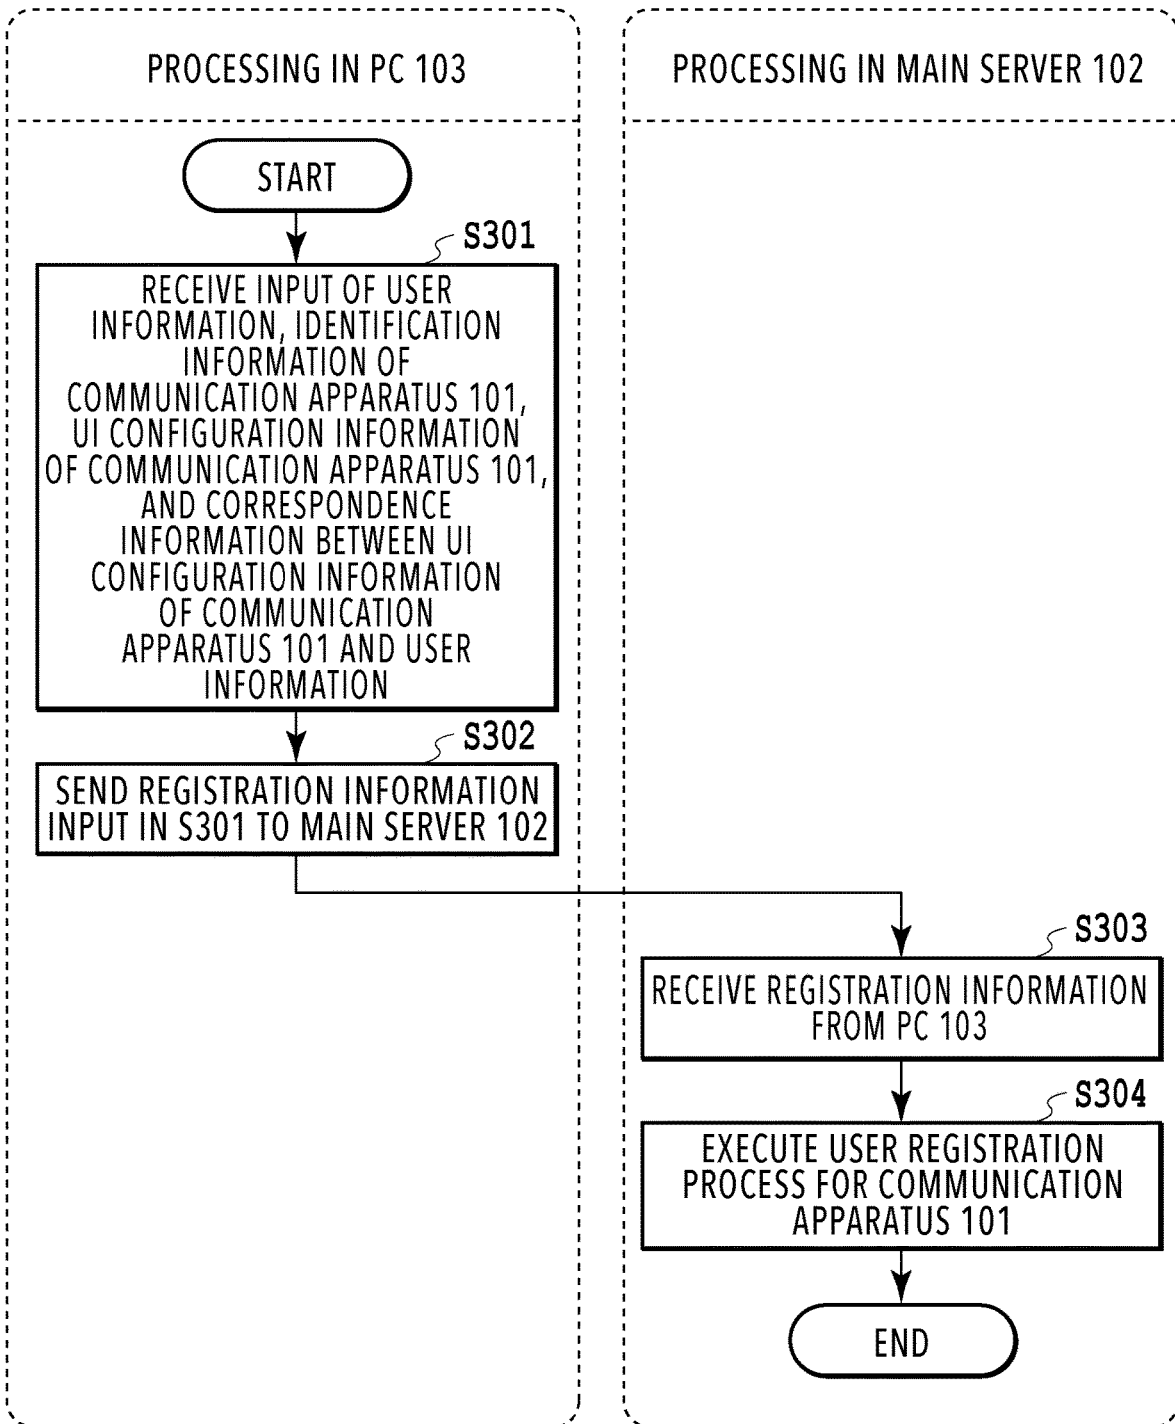 PROCESSING IN PC 103
PROCESSING IN MAIN SERVER 102
START
S301
RECEIVE INPUT OF USER
INFORMATION, IDENTIFICATION
INFORMATION OF
COMMUNICATION APPARATUS 101,
UI CONFIGURATION INFORMATION
OF COMMUNICATION APPARATUS 101,
AND CORRESPONDENCE
INFORMATION BETWEEN UI
CONFIGURATION INFORMATION
OF COMMUNICATION
APPARATUS 101 AND USER
INFORMATION
S302
SEND REGISTRATION INFORMATION
INPUT IN S301 TO MAIN SERVER 102
S303
RECEIVE REGISTRATION INFORMATION
FROM PC 103
S304
EXECUTE USER REGISTRATION
PROCESS FOR COMMUNICATION
APPARATUS 101
END